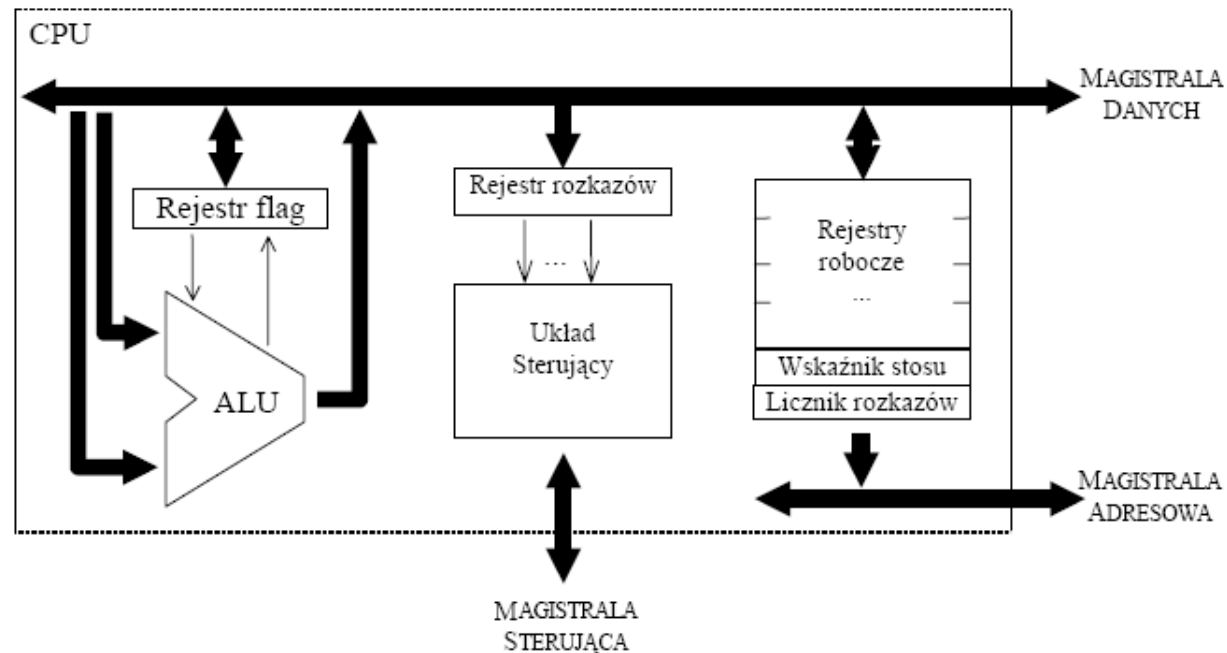 CPU
MAGISTRALA
DANYCH
Rejestr flag
Rejestr rozkazów
...
Rejestry
robocze
...
Układ
Sterujący
ALU
Wskaźnik stosu
Licznik rozkazów
MAGISTRALA
ADRESOWA
MAGISTRALA
STERUJĄCA